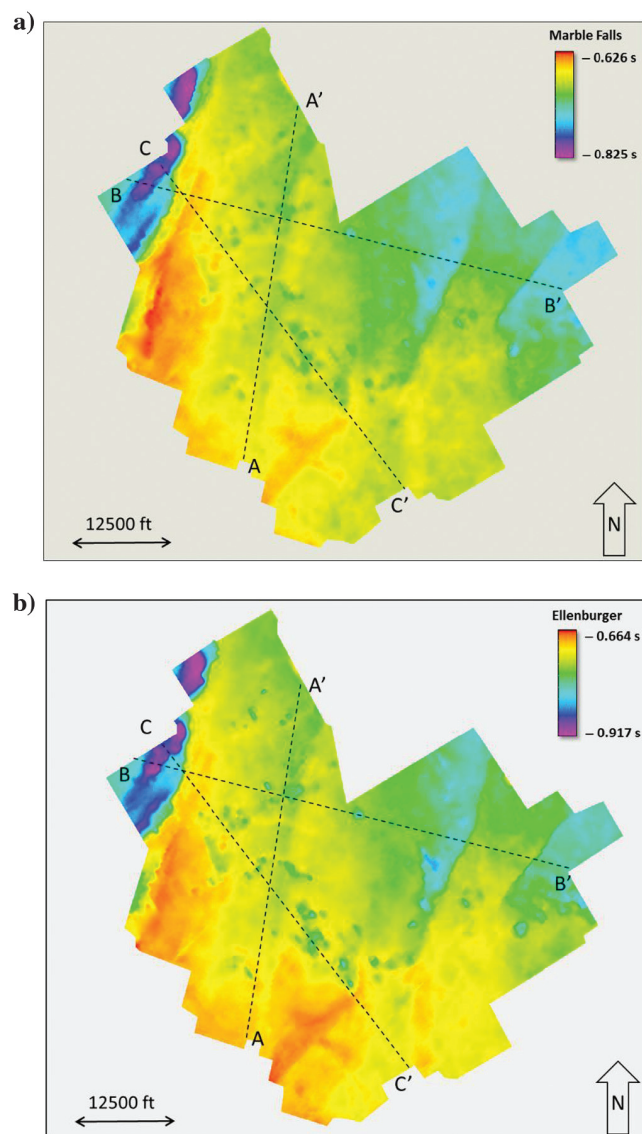 a)
Marble Falls
– 0.626 s
– 0.825 s
A’
C
B
B’
A
C’
12500 ft
N
b)
Ellenburger
– 0.664 s
– 0.917 s
A’
C
B
B’
A
C’
12500 ft
N